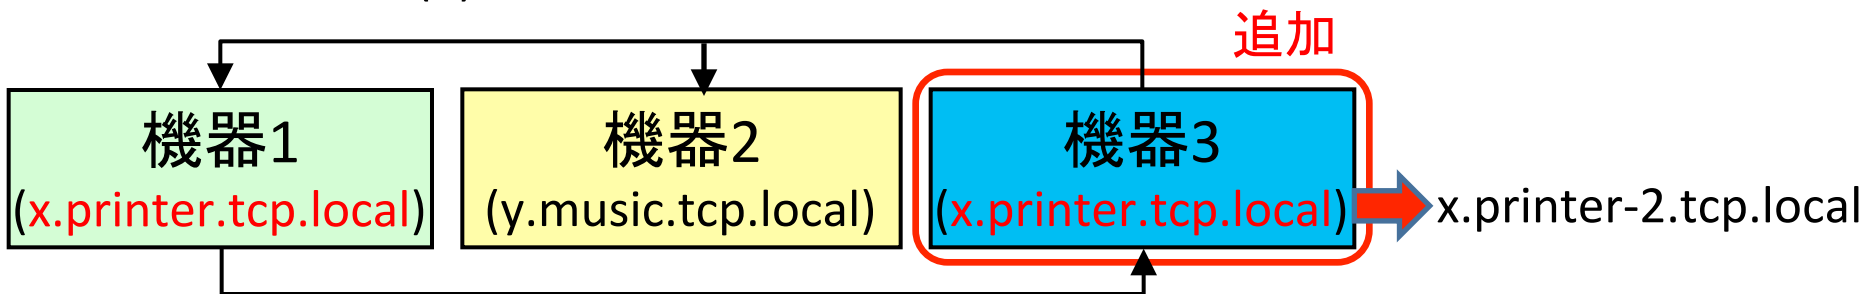 追加
機器1
(x.printer.tcp.local)
機器2
(y.music.tcp.local)
機器3
(x.printer.tcp.local)
x.printer-2.tcp.local